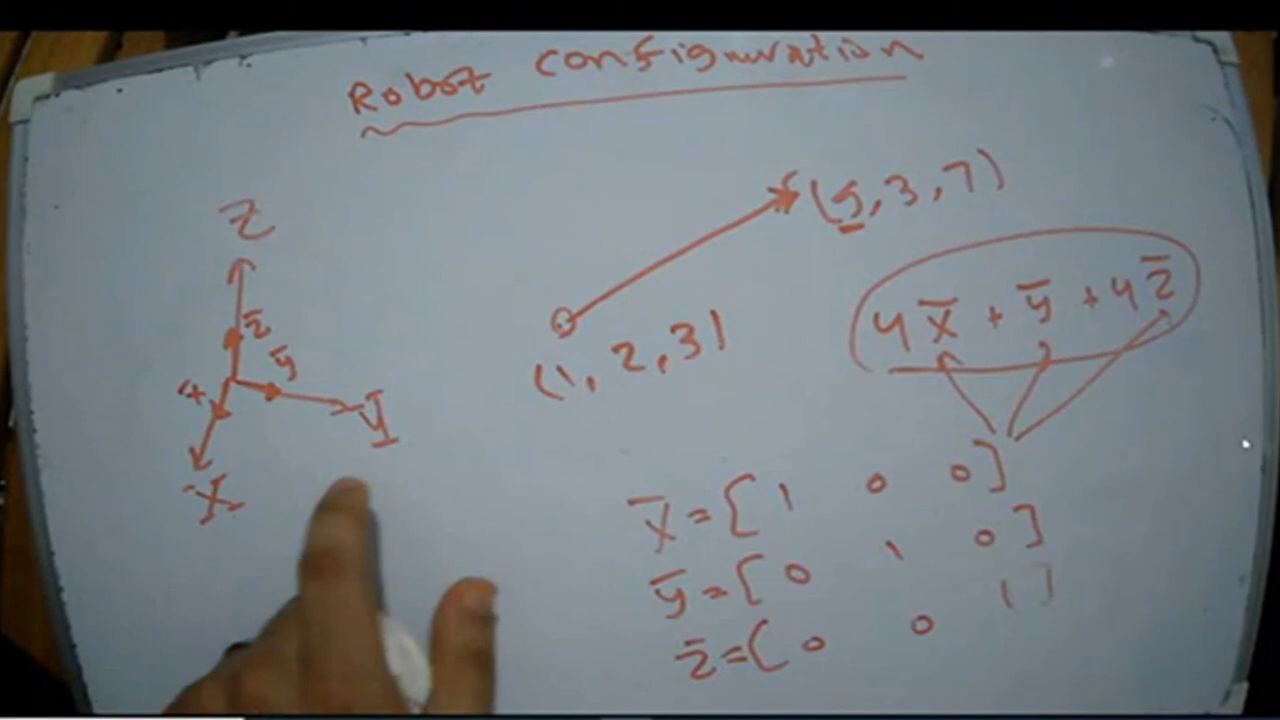 Robot configuration
Z
z̄
ȳ
x̄
Y
X
(5, 3, 7)
(1, 2, 3)
4x̄ + ȳ + 4z̄
x̄ = [ 1 0 0 ]
ȳ = [ 0 1 0 ]
z̄ = [ 0 0 1 ]